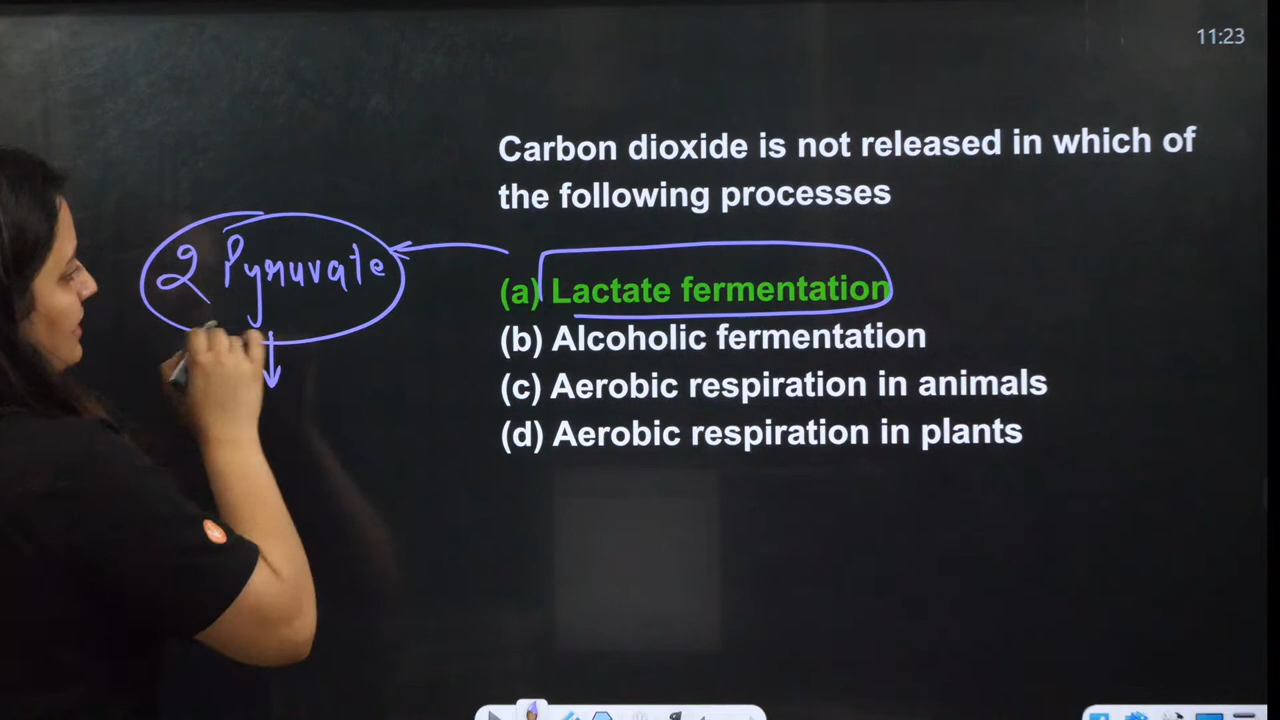 11:23
Carbon dioxide is not released in which of
the following processes
2 Pyruvate
(a) Lactate fermentation
(b) Alcoholic fermentation
(c) Aerobic respiration in animals
(d) Aerobic respiration in plants